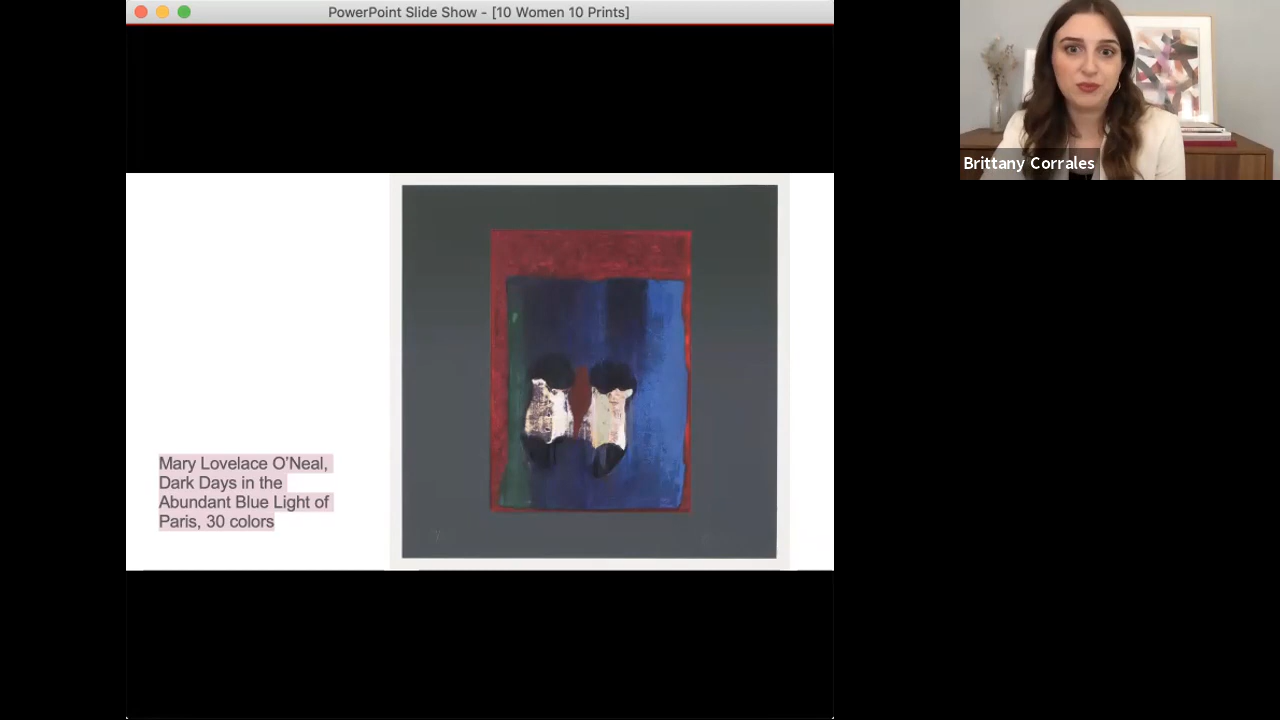 PowerPoint Slide Show - [10 Women 10 Prints]
Brittany Corrales
Mary Lovelace O'Neal,
Dark Days in the
Abundant Blue Light of
Paris, 30 colors